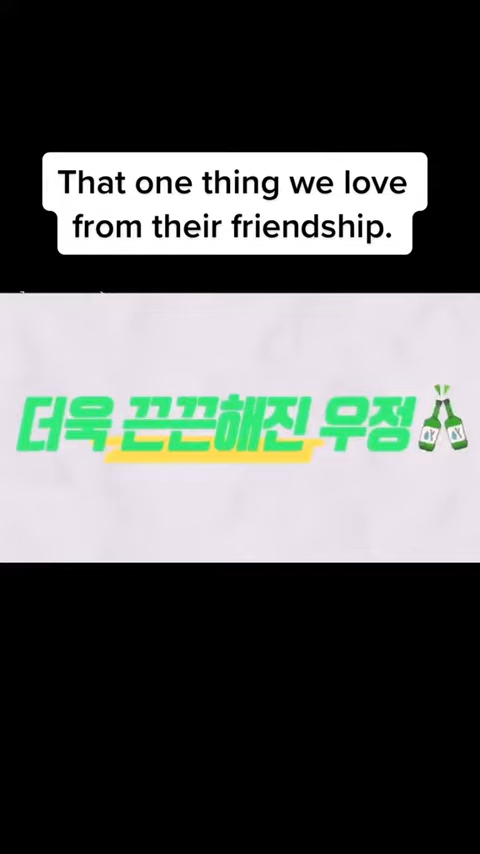 That one thing we love
from their friendship.
더욱 끈끈해진 우정